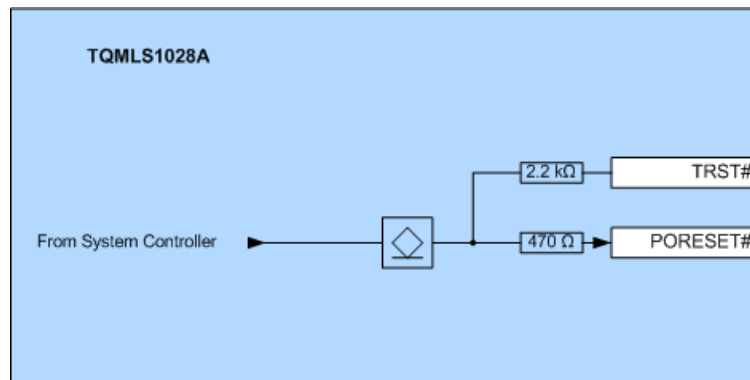 TQMLS1028A
2.2 kΩ
TRST#
From System Controller
470 Ω
PORESET#